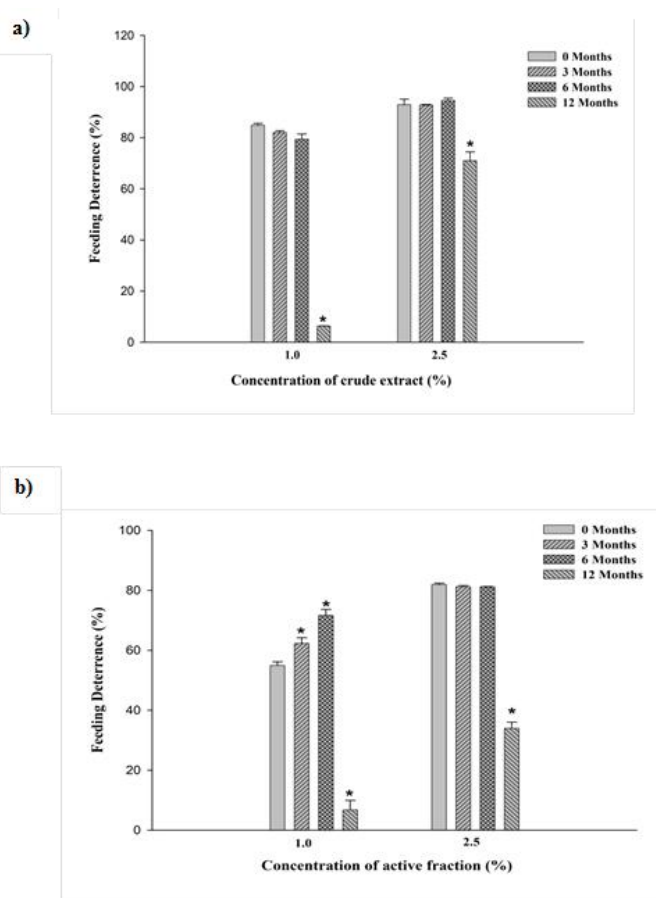 a)
120
100
80
60
40
20
0
Feeding Deterrence (%)
0 Months
3 Months
6 Months
12 Months
*
*
1.0
2.5
Concentration of crude extract (%)
b)
100
80
60
40
20
0
Feeding Deterrence (%)
0 Months
3 Months
6 Months
12 Months
*
*
*
*
1.0
2.5
Concentration of active fraction (%)